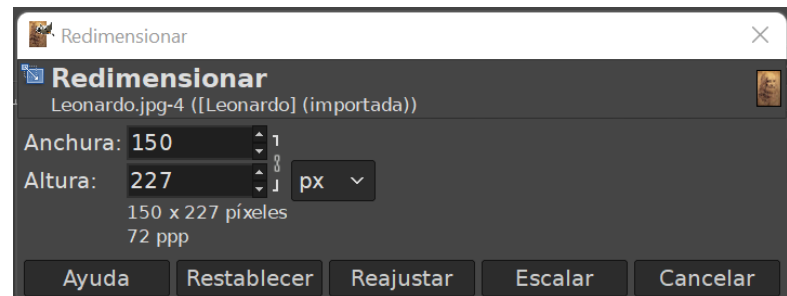 Redimensionar
Redimensionar
Leonardo.jpg-4 ([Leonardo] (importada))
Anchura: 150
Altura: 227 px
150 x 227 píxeles
72 ppp
Ayuda Restablecer Reajustar Escalar Cancelar